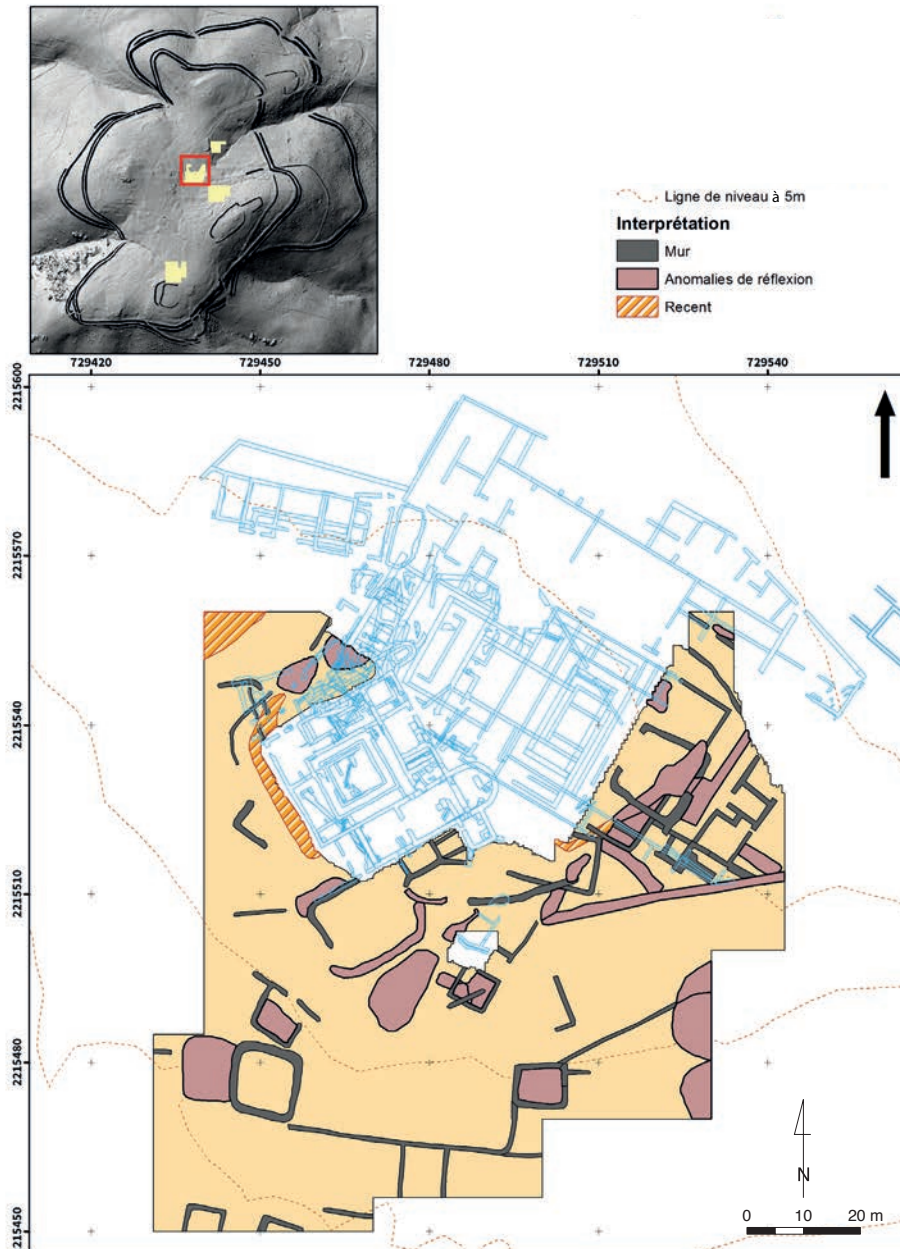 Ligne de niveau à 5m
Interprétation
Mur
Anomalies de réflexion
Recent
729420
729450
729480
729510
729540
2215600
2215570
2215540
2215510
2215480
2215450
N
0
10
20 m